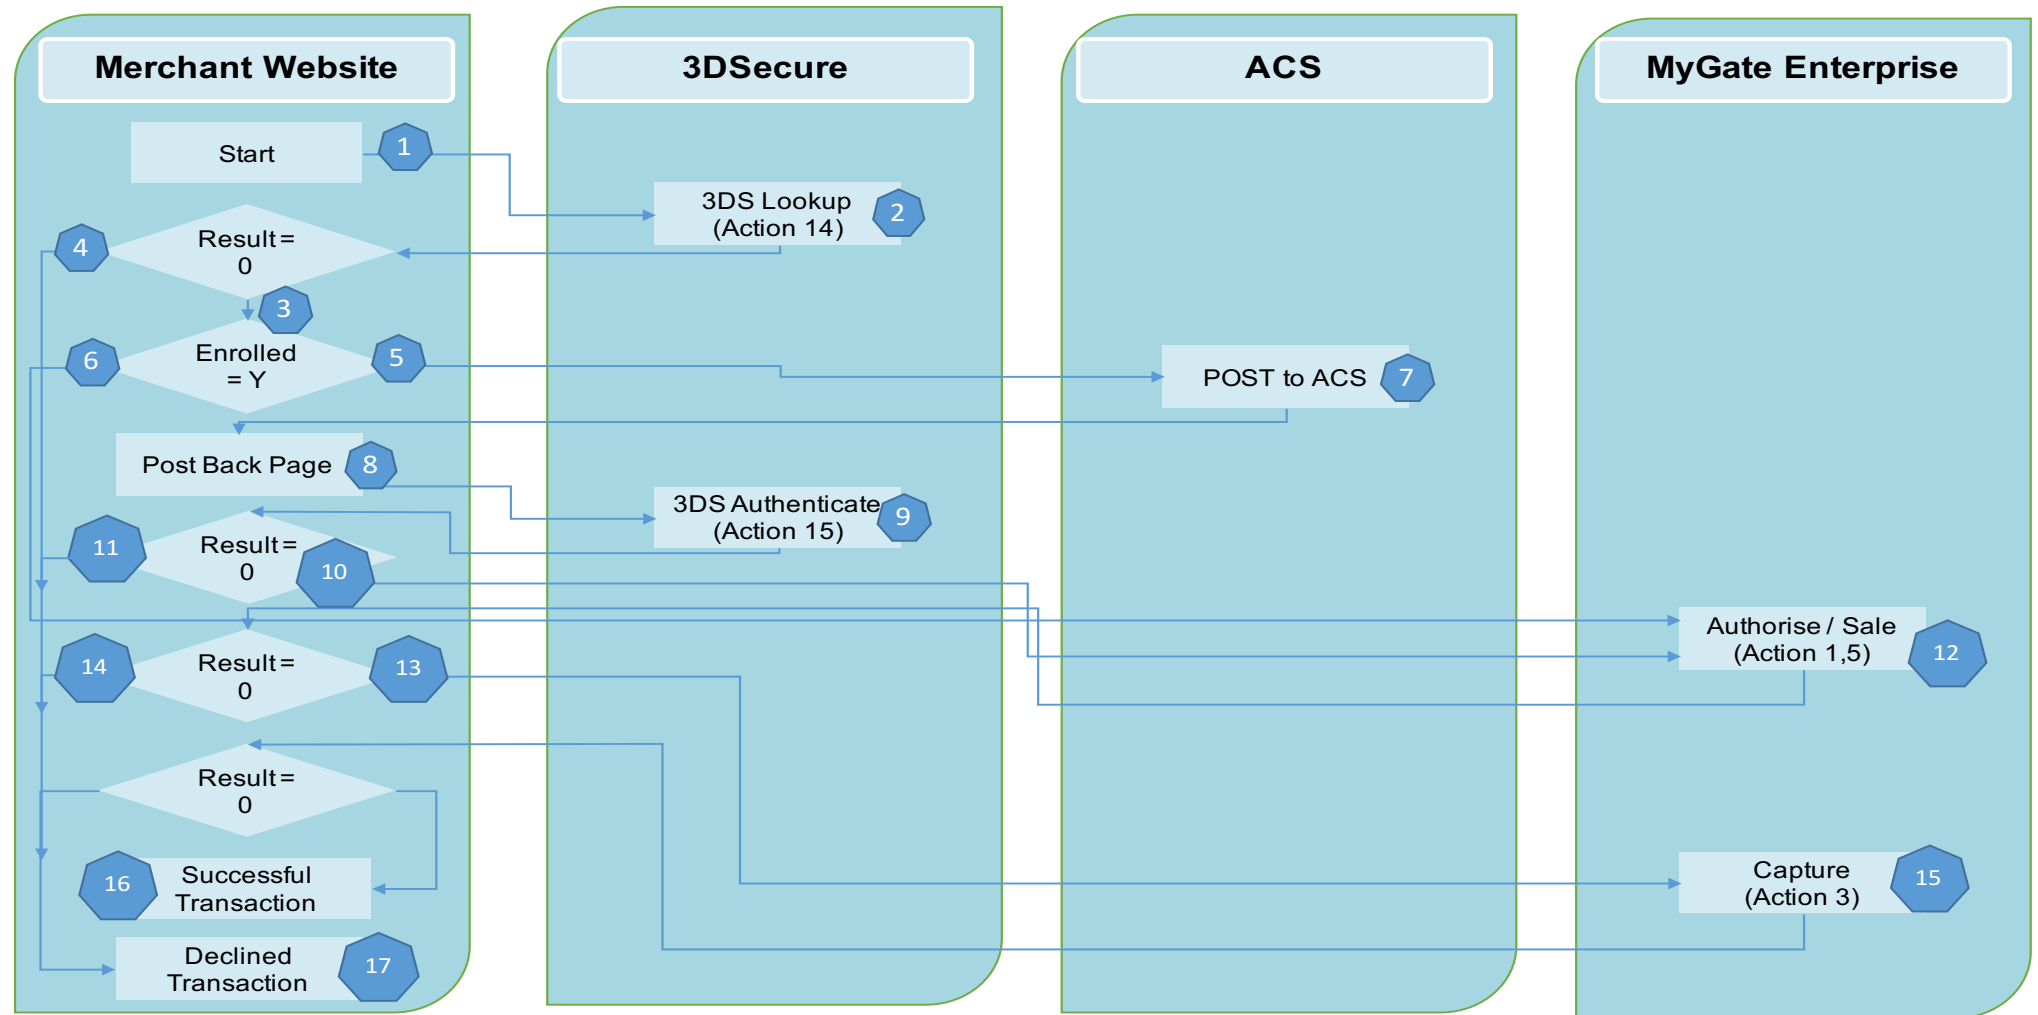 Merchant Website
3DSecure
ACS
MyGate Enterprise
Start
1
3DS Lookup
(Action 14)
2
4
Result =
0
3
6
Enrolled
= Y
5
POST to ACS
7
Post Back Page
8
3DS Authenticate
(Action 15)
9
11
Result =
0
10
Authorise / Sale
(Action 1,5)
12
14
Result =
0
13
Result =
0
16
Successful
Transaction
Capture
(Action 3)
15
Declined
Transaction
17